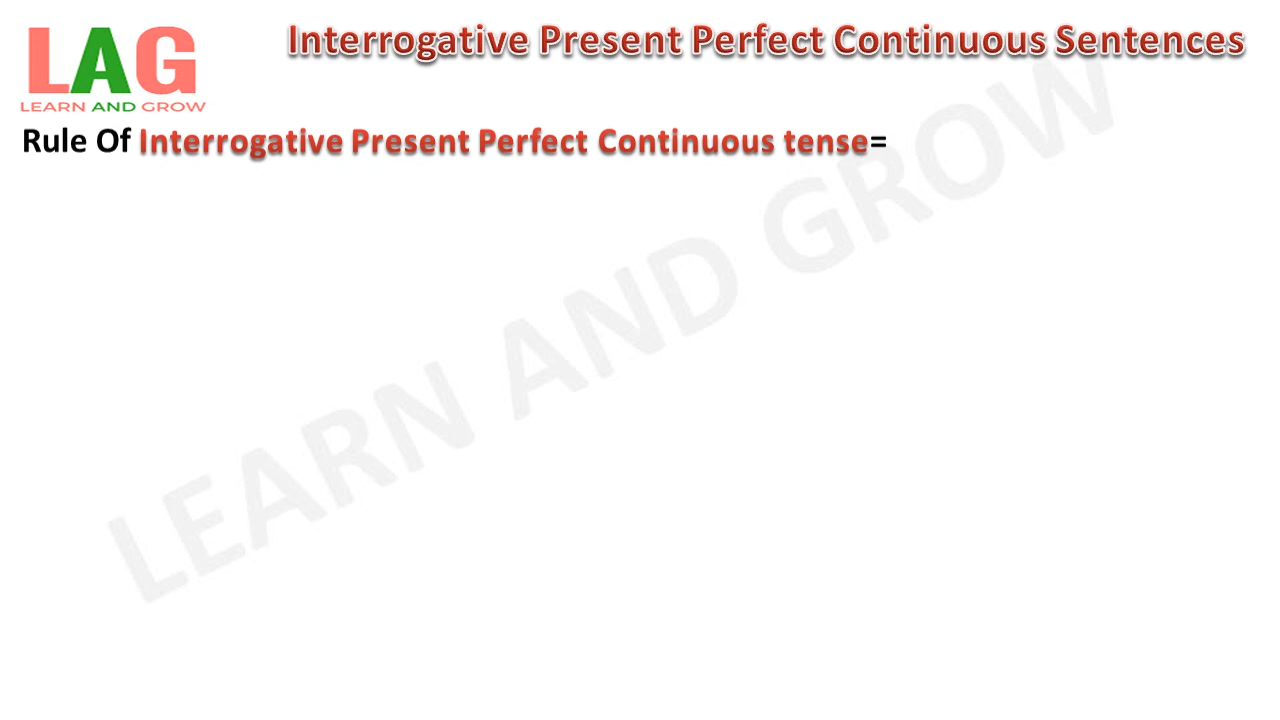 LAG
LEARN AND GROW
Interrogative Present Perfect Continuous Sentences
Rule Of Interrogative Present Perfect Continuous tense=
LEARN AND GROW